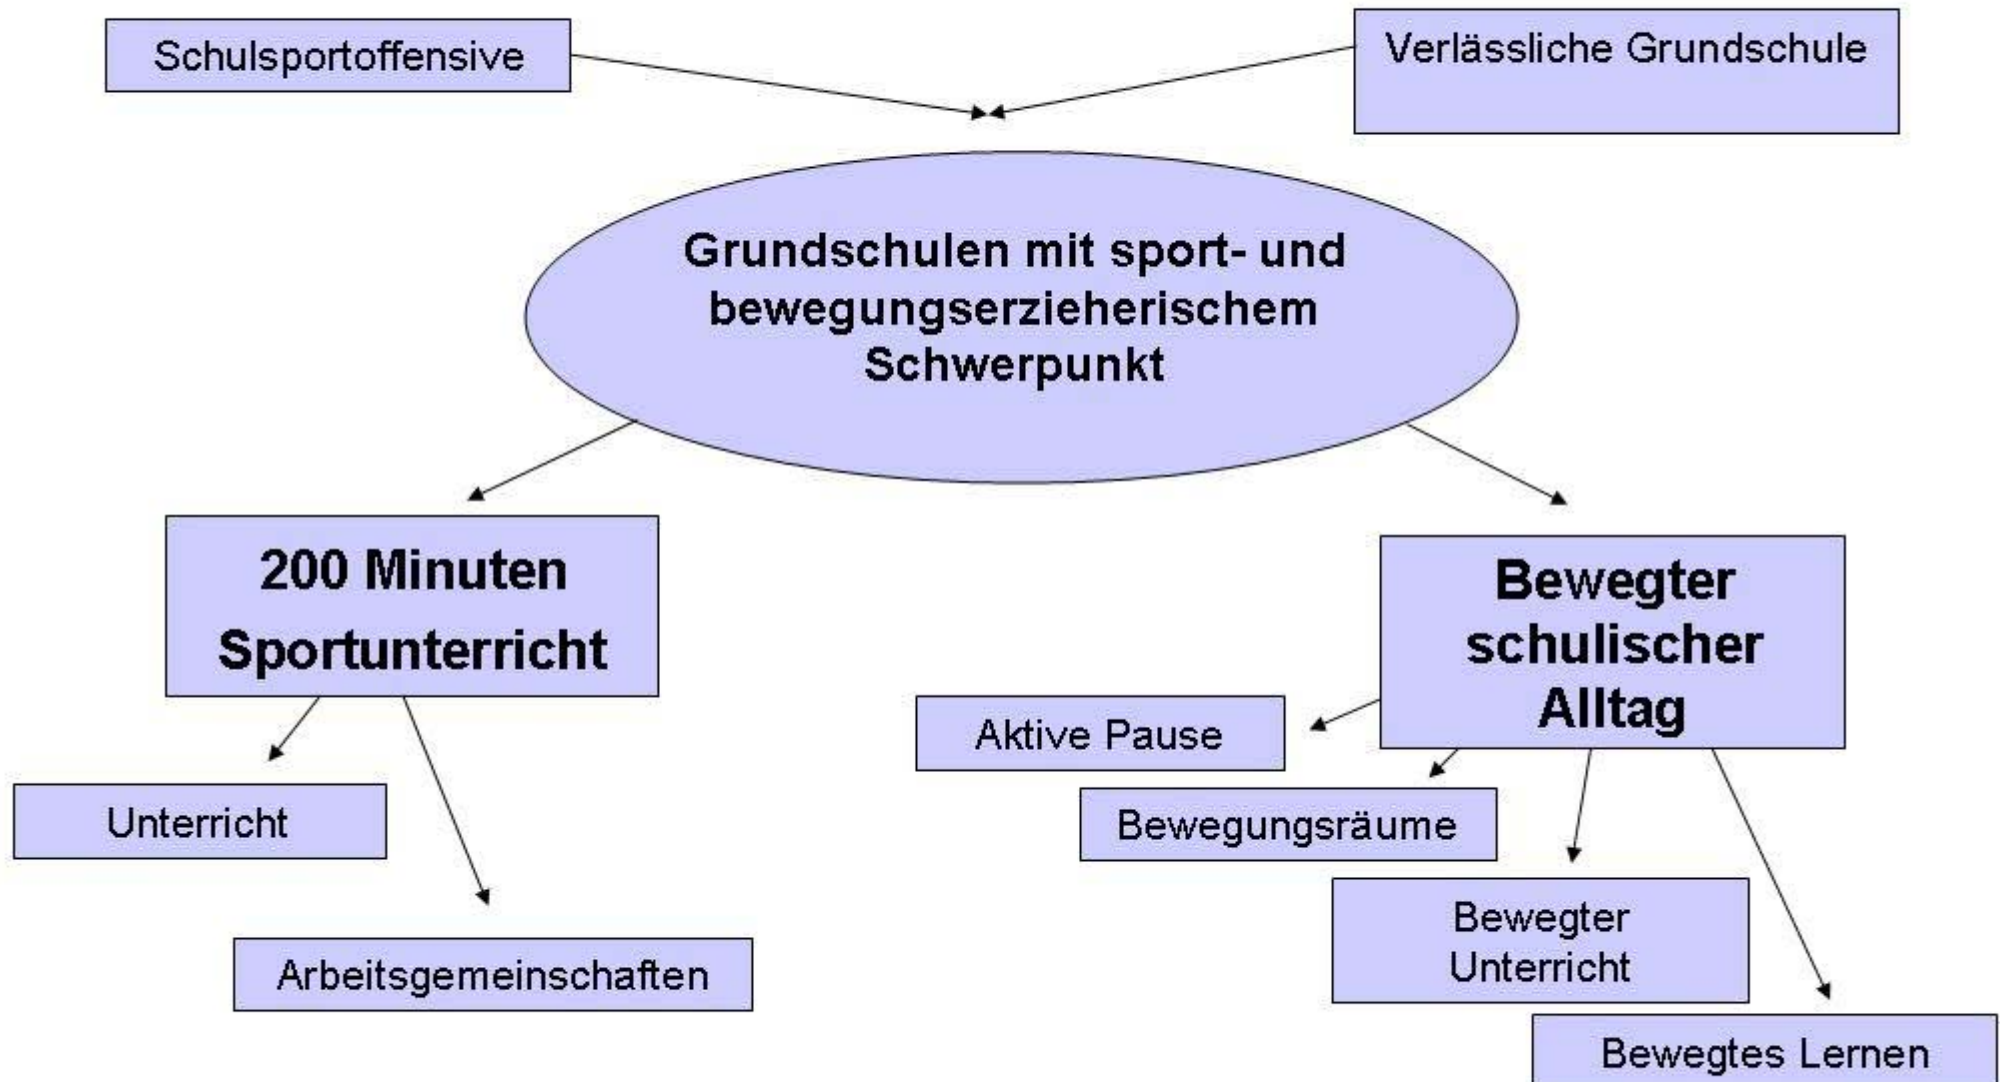 Schulsportoffensive
Verlässliche Grundschule
Grundschulen mit sport- und
bewegungserzieherischem
Schwerpunkt
200 Minuten
Sportunterricht
Bewegter
schulischer
Alltag
Unterricht
Arbeitsgemeinschaften
Aktive Pause
Bewegungsräume
Bewegter
Unterricht
Bewegtes Lernen